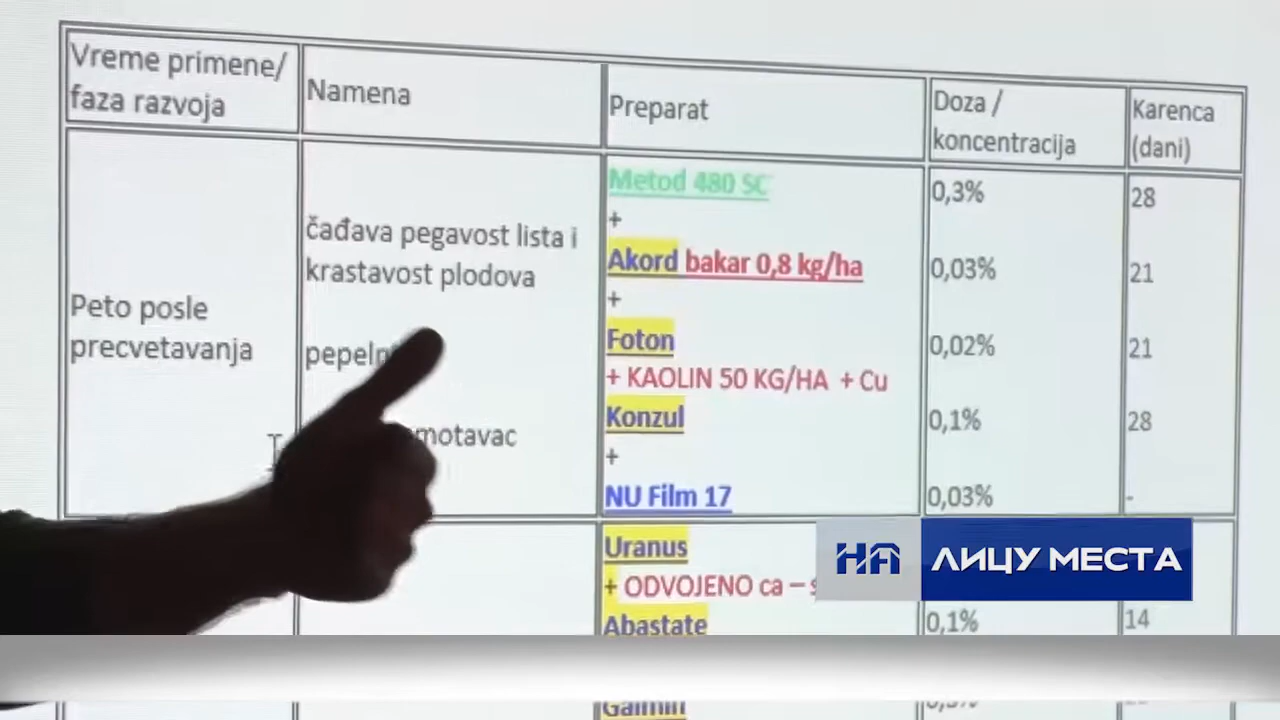 Vreme primene/
faza razvoja
Namena
Preparat
Doza /
koncentracija
Karenca
(dani)
Peto posle
precvetavanja
čađava pegavost lista i
krastavost plodova
Metod 480 SC
+
Akord bakar 0,8 kg/ha
+
Foton
+ KAOLIN 50 KG/HA + Cu
Konzul
+
NU Film 17
0,3%
0,03%
0,02%
0,1%
0,03%
28
21
21
28
-
Uranus
+ ODVOJENO ca –
Abastate
0,1%
14
НА ЛИЦУ МЕСТА